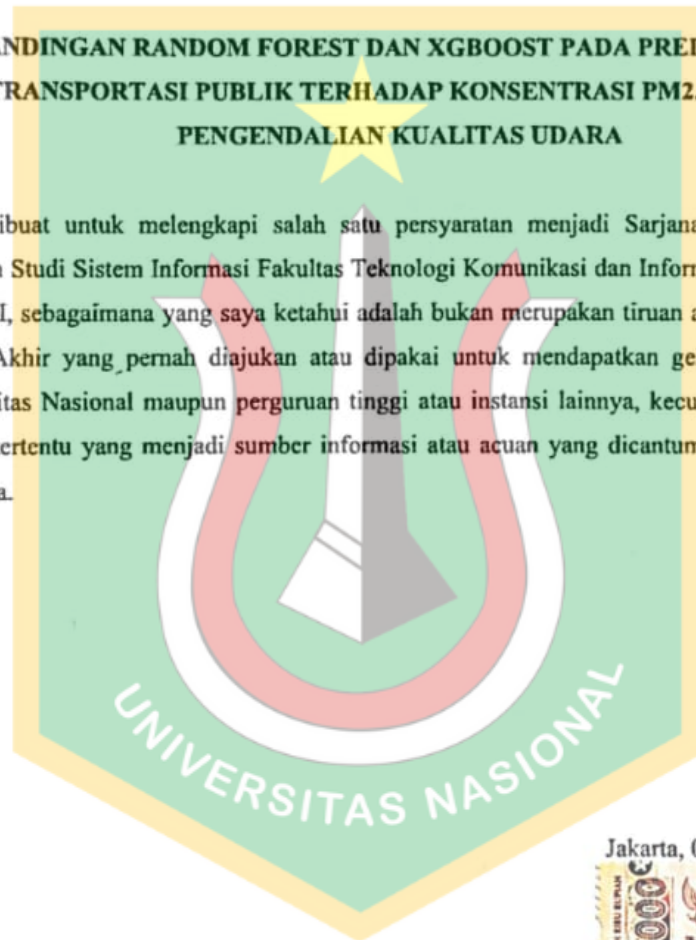 NDINGAN RANDOM FOREST DAN XGBOOST PADA PRE
TRANSPORTASI PUBLIK TERHADAP KONSENTRASI PM2.
PENGENDALIAN KUALITAS UDARA
ibuat untuk melengkapi salah satu persyaratan menjadi Sarjana
Studi Sistem Informasi Fakultas Teknologi Komunikasi dan Infor
I, sebagaimana yang saya ketahui adalah bukan merupakan tiruan a
Akhir yang pernah diajukan atau dipakai untuk mendapatkan ge
itas Nasional maupun perguruan tinggi atau instansi lainnya, kecu
ertentu yang menjadi sumber informasi atau acuan yang dicantum
a.
UNIVERSITAS NASIONAL
Jakarta, 0
000